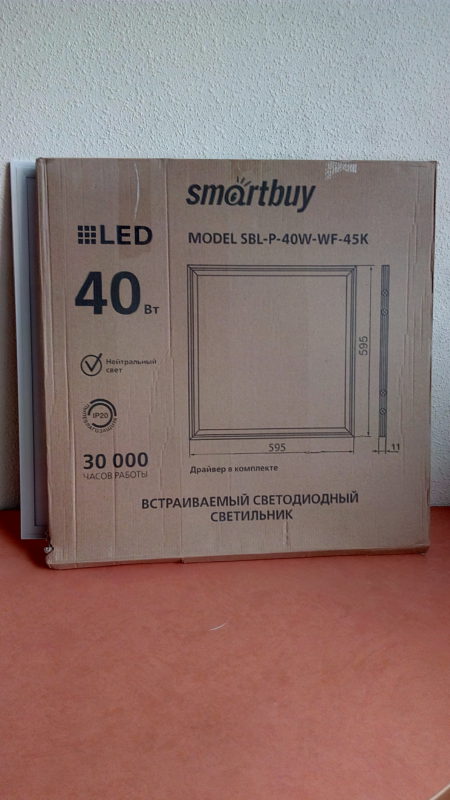 smartbuy
LED
MODEL SBL-P-40W-WF-45K
40 Вт
595
Нейтральный
свет
IP20
595
11
30 000
ЧАСОВ РАБОТЫ
Драйвер в комплекте
ВСТРАИВАЕМЫЙ СВЕТОДИОДНЫЙ
СВЕТИЛЬНИК